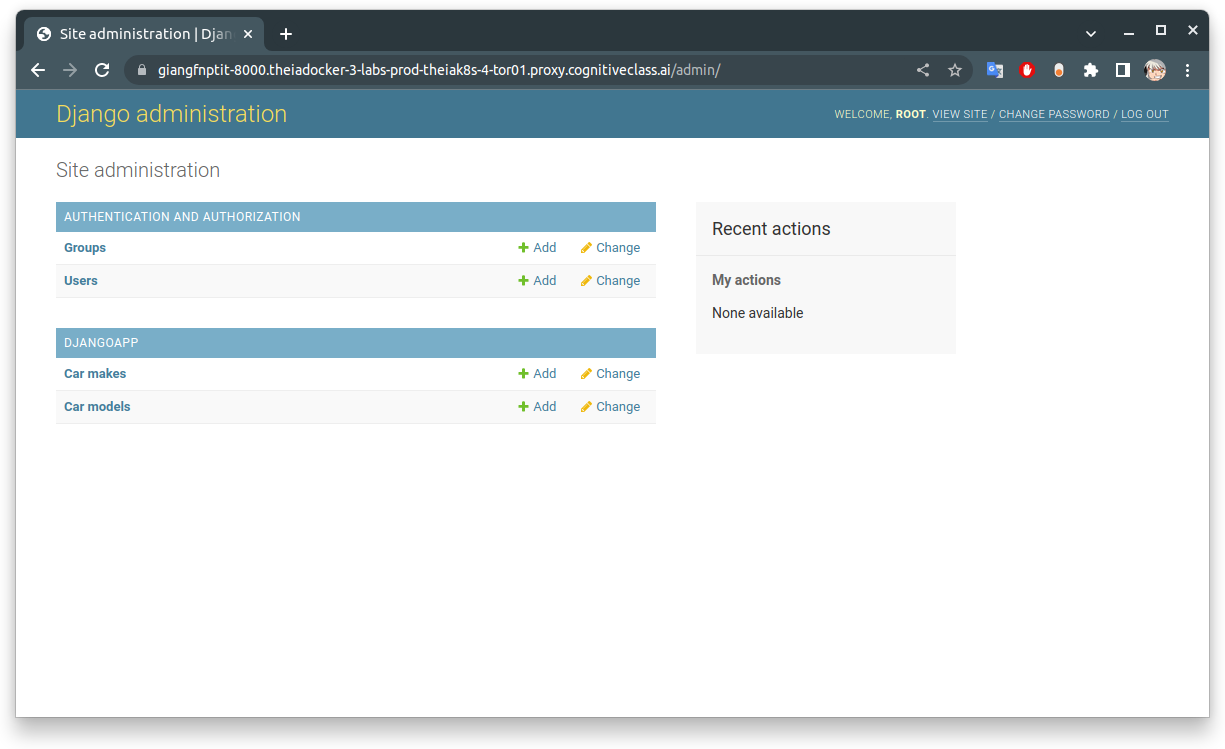 Site administration | Djan
giangfnptit-8000.theiadocker-3-labs-prod-theiak8s-4-tor01.proxy.cognitiveclass.ai/admin/
Django administration
WELCOME, ROOT. VIEW SITE / CHANGE PASSWORD / LOG OUT
Site administration
AUTHENTICATION AND AUTHORIZATION
Groups Add Change
Users Add Change
DJANGOAPP
Car makes Add Change
Car models Add Change
Recent actions
My actions
None available